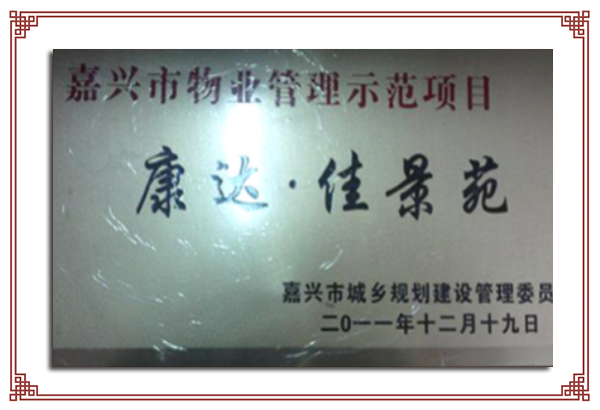 嘉兴市物业管理示范项目
康达·佳景苑
嘉兴市城乡规划建设管理委员
二〇一一年十二月十九日